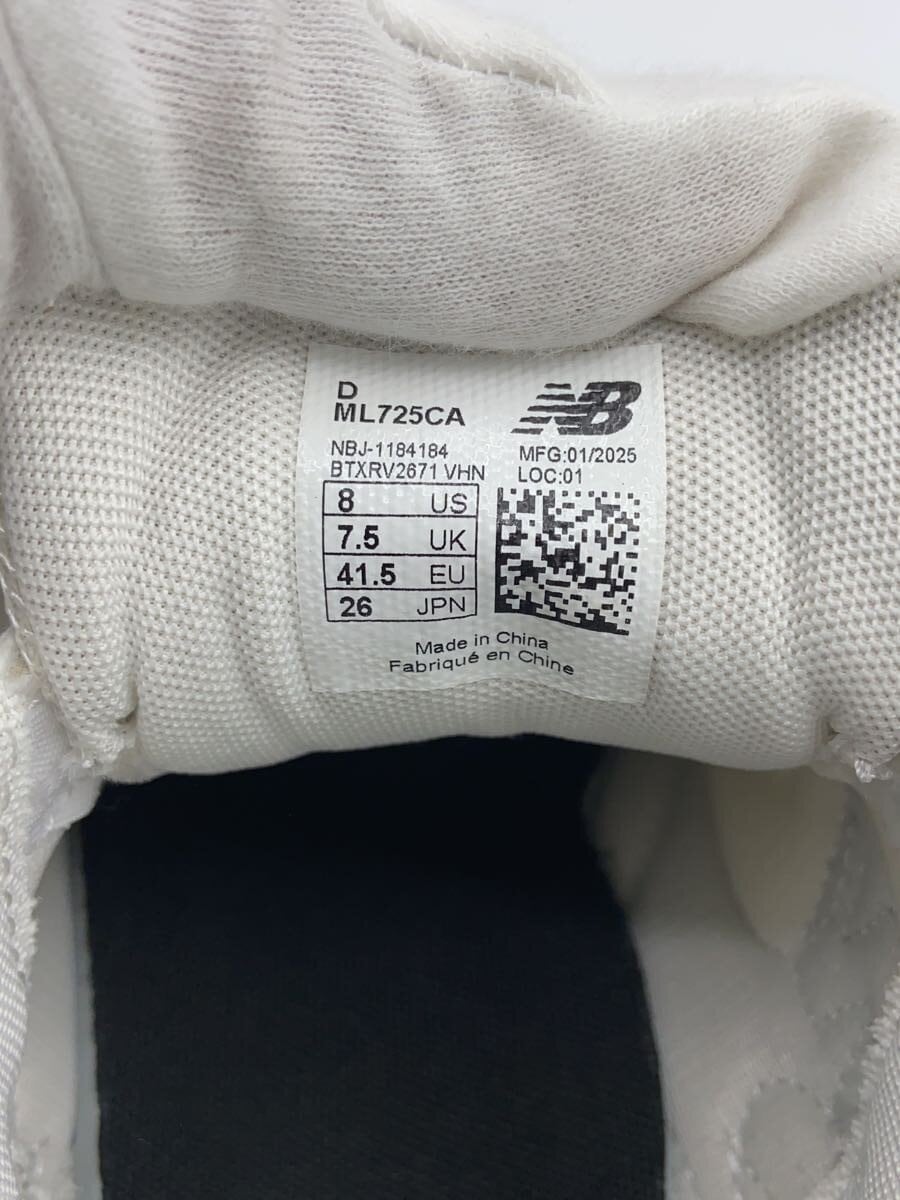 D
ML725CA
NB
NBJ-1184184
BTXRV2671 VHN
MFG:01/2025
LOC:01
8 US
7.5 UK
41.5 EU
26 JPN
Made in China
Fabriqué en Chine